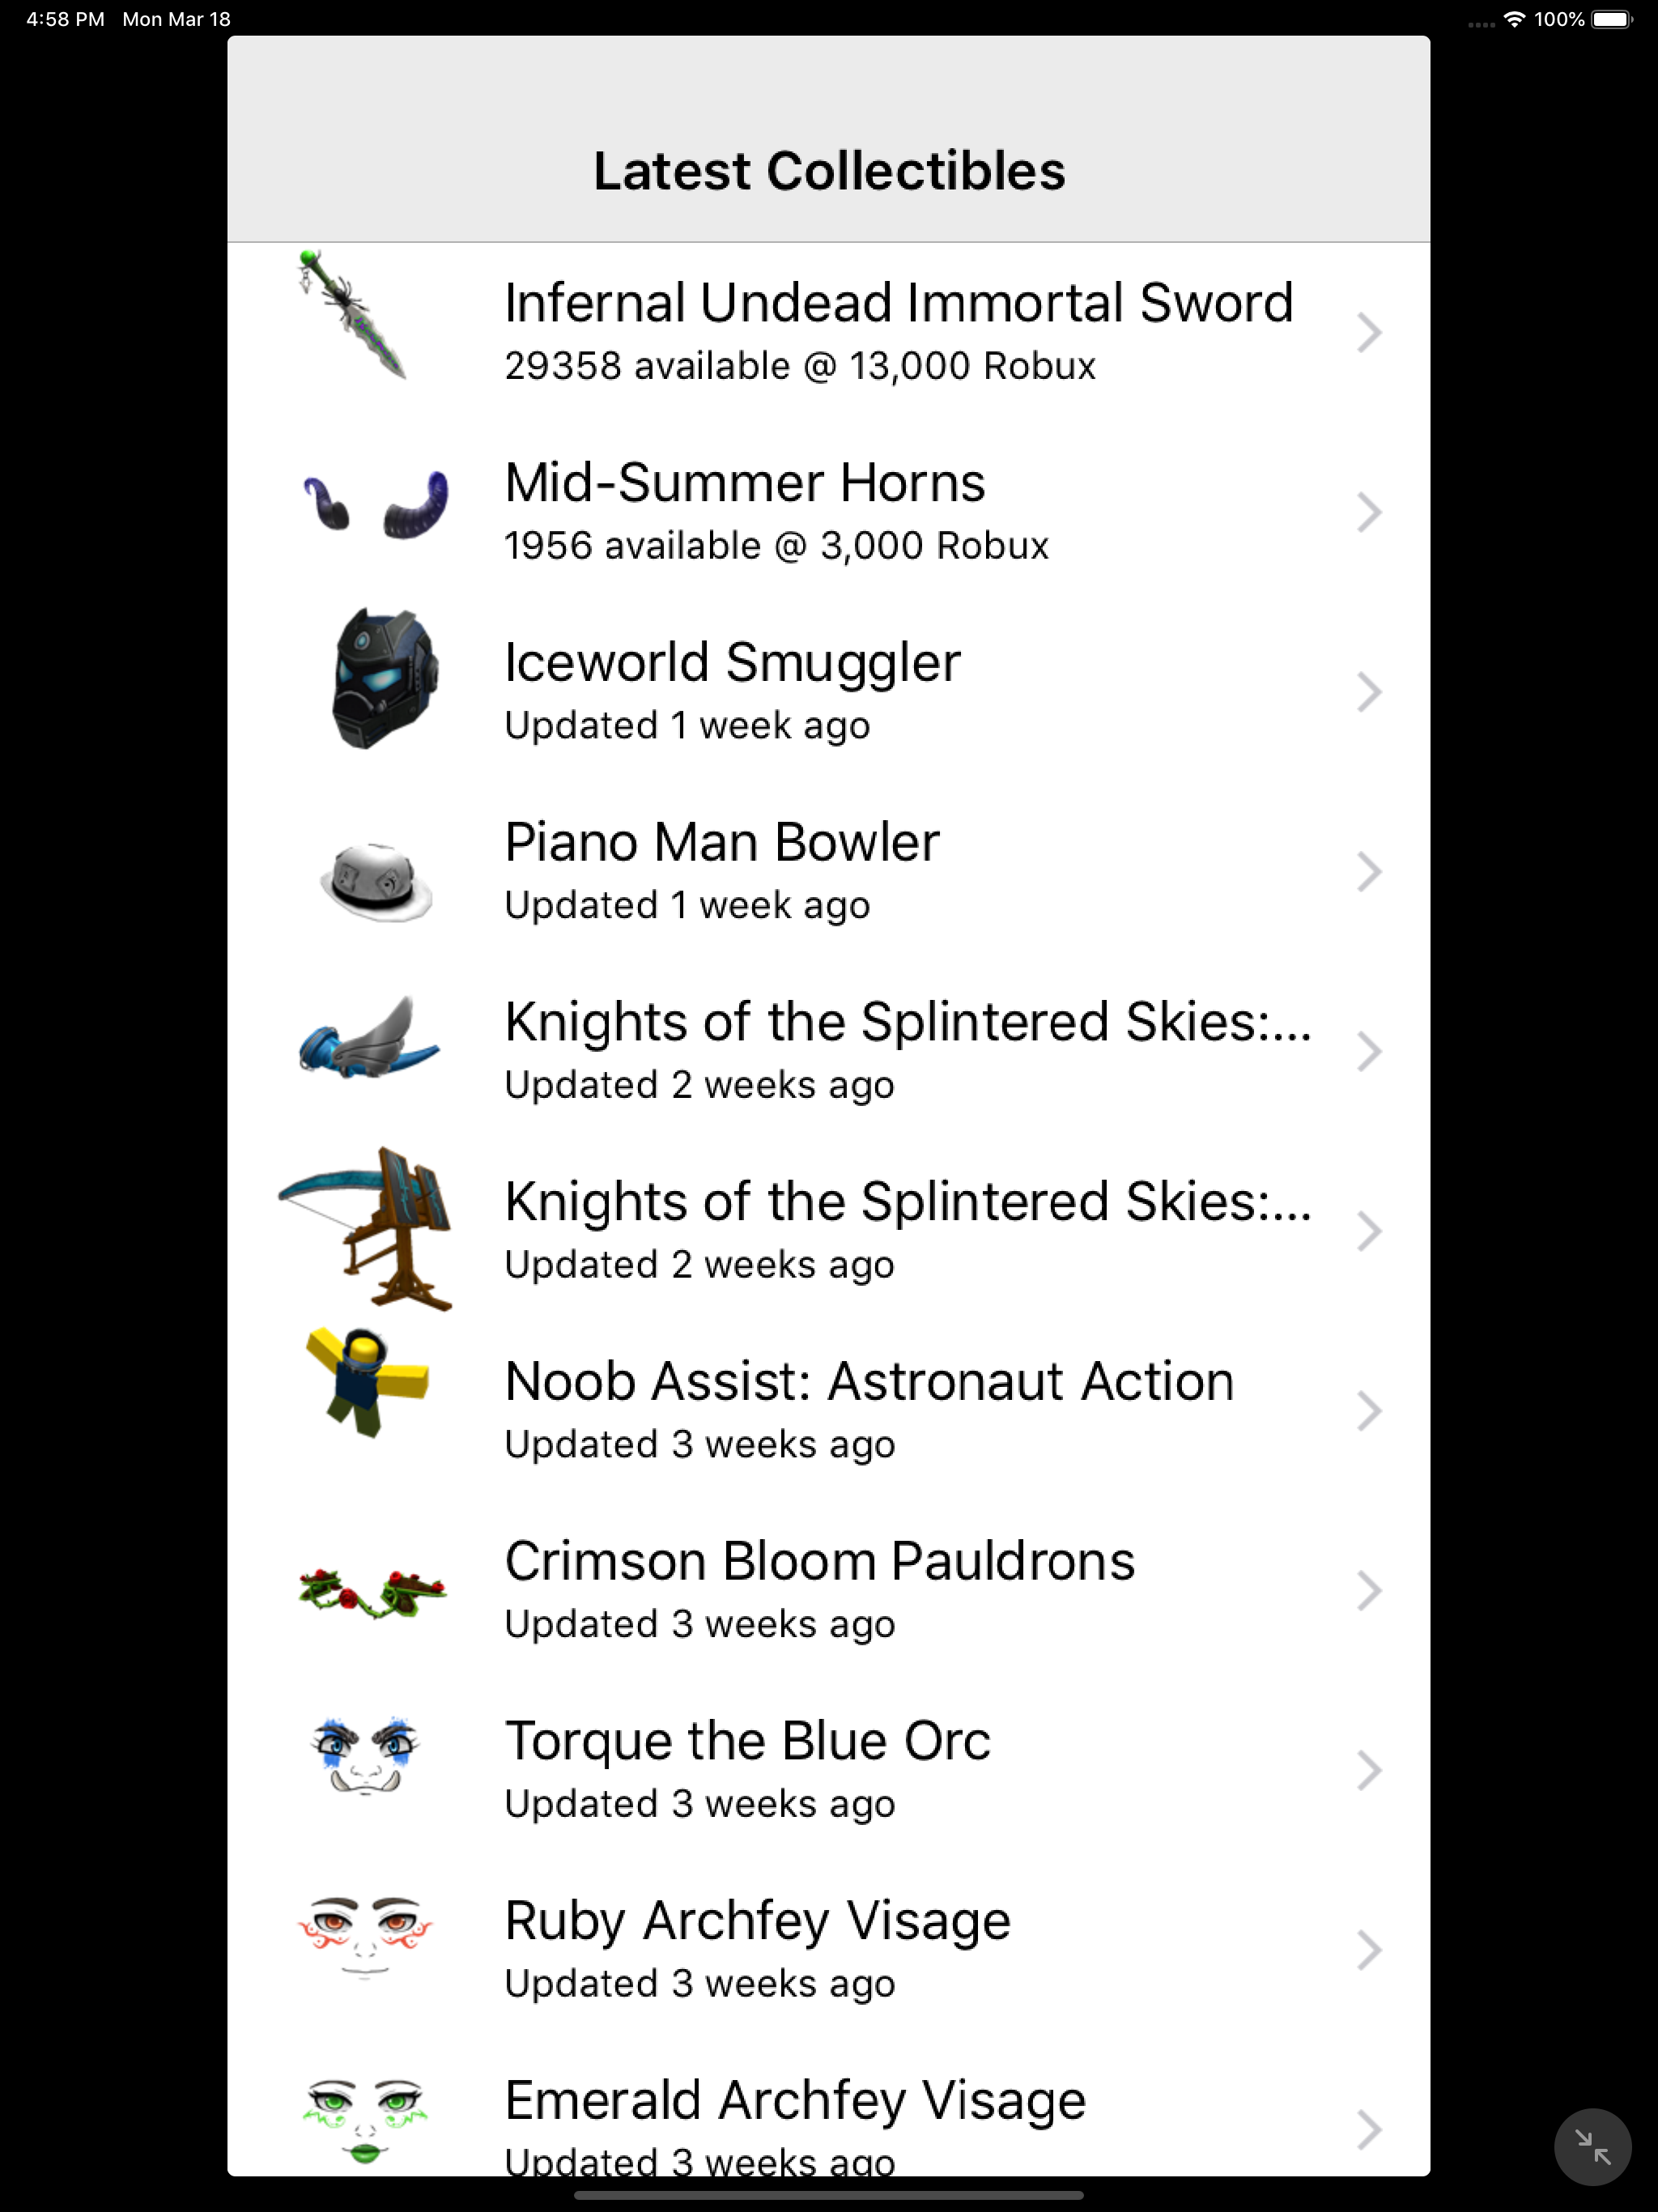 4:58 PM Mon Mar 18 100%
Latest Collectibles
Infernal Undead Immortal Sword
29358 available @ 13,000 Robux
Mid-Summer Horns
1956 available @ 3,000 Robux
Iceworld Smuggler
Updated 1 week ago
Piano Man Bowler
Updated 1 week ago
Knights of the Splintered Skies:...
Updated 2 weeks ago
Knights of the Splintered Skies:...
Updated 2 weeks ago
Noob Assist: Astronaut Action
Updated 3 weeks ago
Crimson Bloom Pauldrons
Updated 3 weeks ago
Torque the Blue Orc
Updated 3 weeks ago
Ruby Archfey Visage
Updated 3 weeks ago
Emerald Archfey Visage
Updated 3 weeks ago